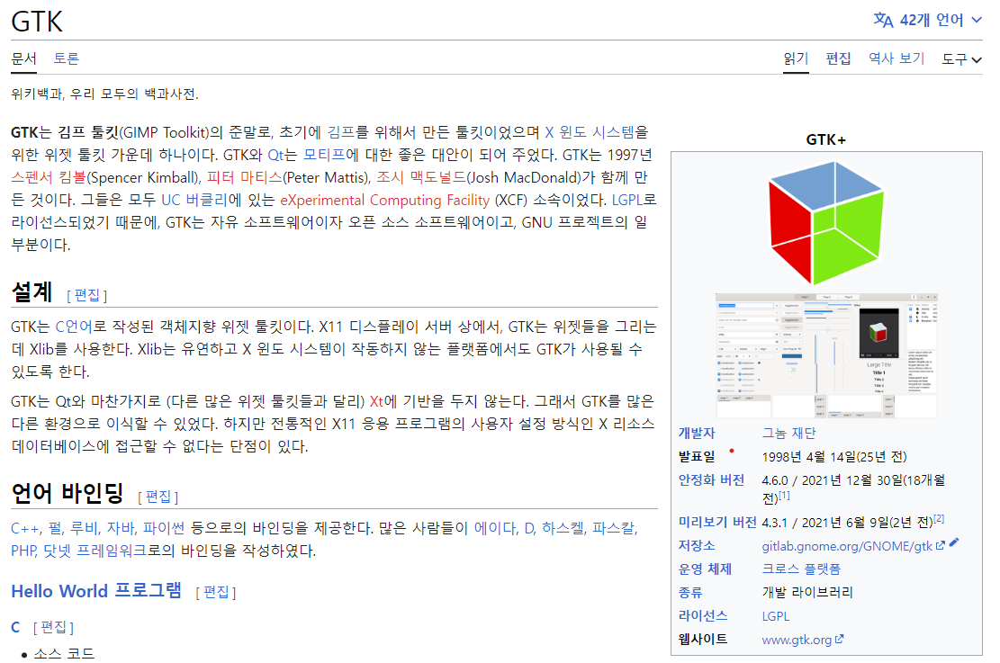 GTK
42개 언어
문서 토론
읽기 편집 역사 보기 도구
위키백과, 우리 모두의 백과사전.
GTK는 김프 툴킷(GIMP Toolkit)의 준말로, 초기에 김프를 위해서 만든 툴킷이었으며 X 윈도 시스템을
위한 위젯 툴킷 가운데 하나이다. GTK와 Qt는 모티프에 대한 좋은 대안이 되어 주었다. GTK는 1997년
스펜서 킴볼(Spencer Kimball), 피터 마티스(Peter Mattis), 조시 맥도널드(Josh MacDonald)가 함께 만
든 것이다. 그들은 모두 UC 버클리에 있는 eXperimental Computing Facility (XCF) 소속이었다. LGPL로
라이선스되었기 때문에, GTK는 자유 소프트웨어이자 오픈 소스 소프트웨어이고, GNU 프로젝트의 일
부분이다.
설계 [ 편집 ]
GTK는 C언어로 작성된 객체지향 위젯 툴킷이다. X11 디스플레이 서버 상에서, GTK는 위젯들을 그리는
데 Xlib를 사용한다. Xlib는 유연하고 X 윈도 시스템이 작동하지 않는 플랫폼에서도 GTK가 사용될 수
있도록 한다.
GTK는 Qt와 마찬가지로 (다른 많은 위젯 툴킷들과 달리) Xt에 기반을 두지 않는다. 그래서 GTK를 많은
다른 환경으로 이식할 수 있었다. 하지만 전통적인 X11 응용 프로그램의 사용자 설정 방식인 X 리소스
데이터베이스에 접근할 수 없다는 단점이 있다.
언어 바인딩 [ 편집 ]
C++, 펄, 루비, 자바, 파이썬 등으로의 바인딩을 제공한다. 많은 사람들이 에이다, D, 하스켈, 파스칼,
PHP, 닷넷 프레임워크로의 바인딩을 작성하였다.
Hello World 프로그램 [ 편집 ]
C [ 편집 ]
• 소스 코드
GTK+
Large Title
Title 1
Title 2
개발자 그놈 재단
발표일 1998년 4월 14일(25년 전)
안정화 버전 4.6.0 / 2021년 12월 30일(18개월
전)[1]
미리보기 버전 4.3.1 / 2021년 6월 9일(2년 전)[2]
저장소 gitlab.gnome.org/GNOME/gtk
운영 체제 크로스 플랫폼
종류 개발 라이브러리
라이선스 LGPL
웹사이트 www.gtk.org